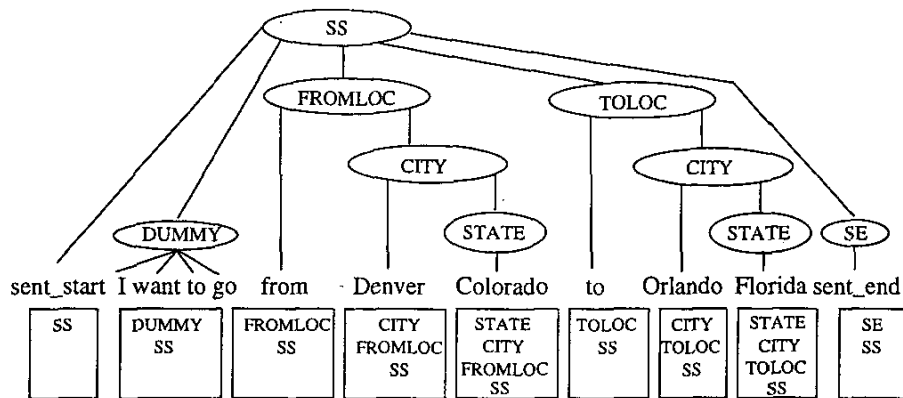 SS
FROMLOC TOLOC
CITY CITY
DUMMY STATE STATE SE
sent_start I want to go from Denver Colorado to Orlando Florida sent_end
SS DUMMY FROMLOC CITY STATE TOLOC CITY STATE SE
SS SS FROMLOC CITY SS TOLOC CITY SS
SS FROMLOC SS TOLOC
SS SS